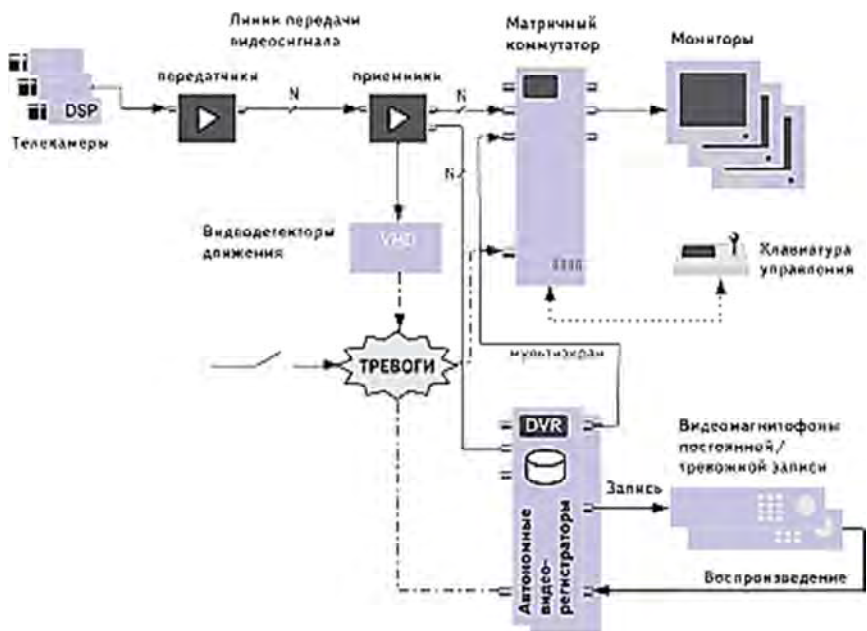 Линии передачи
видеосигнала
передатчики
приемники
Матричный
коммутатор
Мониторы
DSP
Телекамеры
N
N
N
Видеодетекторы
движения
VMD
Клавиатура
управления
мультиэкран
ТРЕВОГИ
DVR
Автономные
видео-
регистраторы
Видеомагнитофоны
постоянной/
тревожной записи
Запись
Воспроизведение